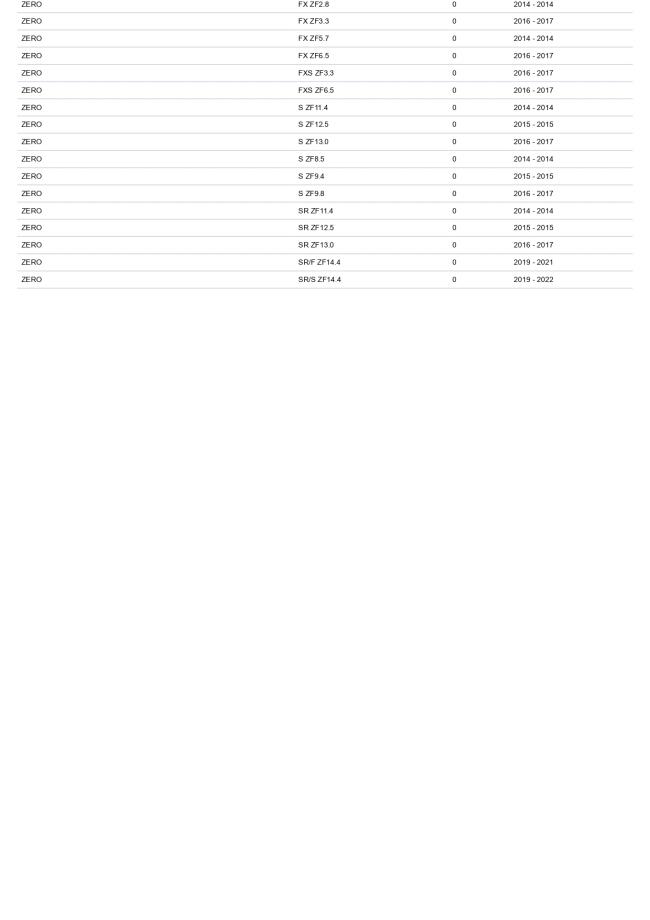 ZERO FX ZF2.8 0 2014 - 2014
ZERO FX ZF3.3 0 2016 - 2017
ZERO FX ZF5.7 0 2014 - 2014
ZERO FX ZF6.5 0 2016 - 2017
ZERO FXS ZF3.3 0 2016 - 2017
ZERO FXS ZF6.5 0 2016 - 2017
ZERO S ZF11.4 0 2014 - 2014
ZERO S ZF12.5 0 2015 - 2015
ZERO S ZF13.0 0 2016 - 2017
ZERO S ZF8.5 0 2014 - 2014
ZERO S ZF9.4 0 2015 - 2015
ZERO S ZF9.8 0 2016 - 2017
ZERO SR ZF11.4 0 2014 - 2014
ZERO SR ZF12.5 0 2015 - 2015
ZERO SR ZF13.0 0 2016 - 2017
ZERO SR/F ZF14.4 0 2019 - 2021
ZERO SR/S ZF14.4 0 2019 - 2022